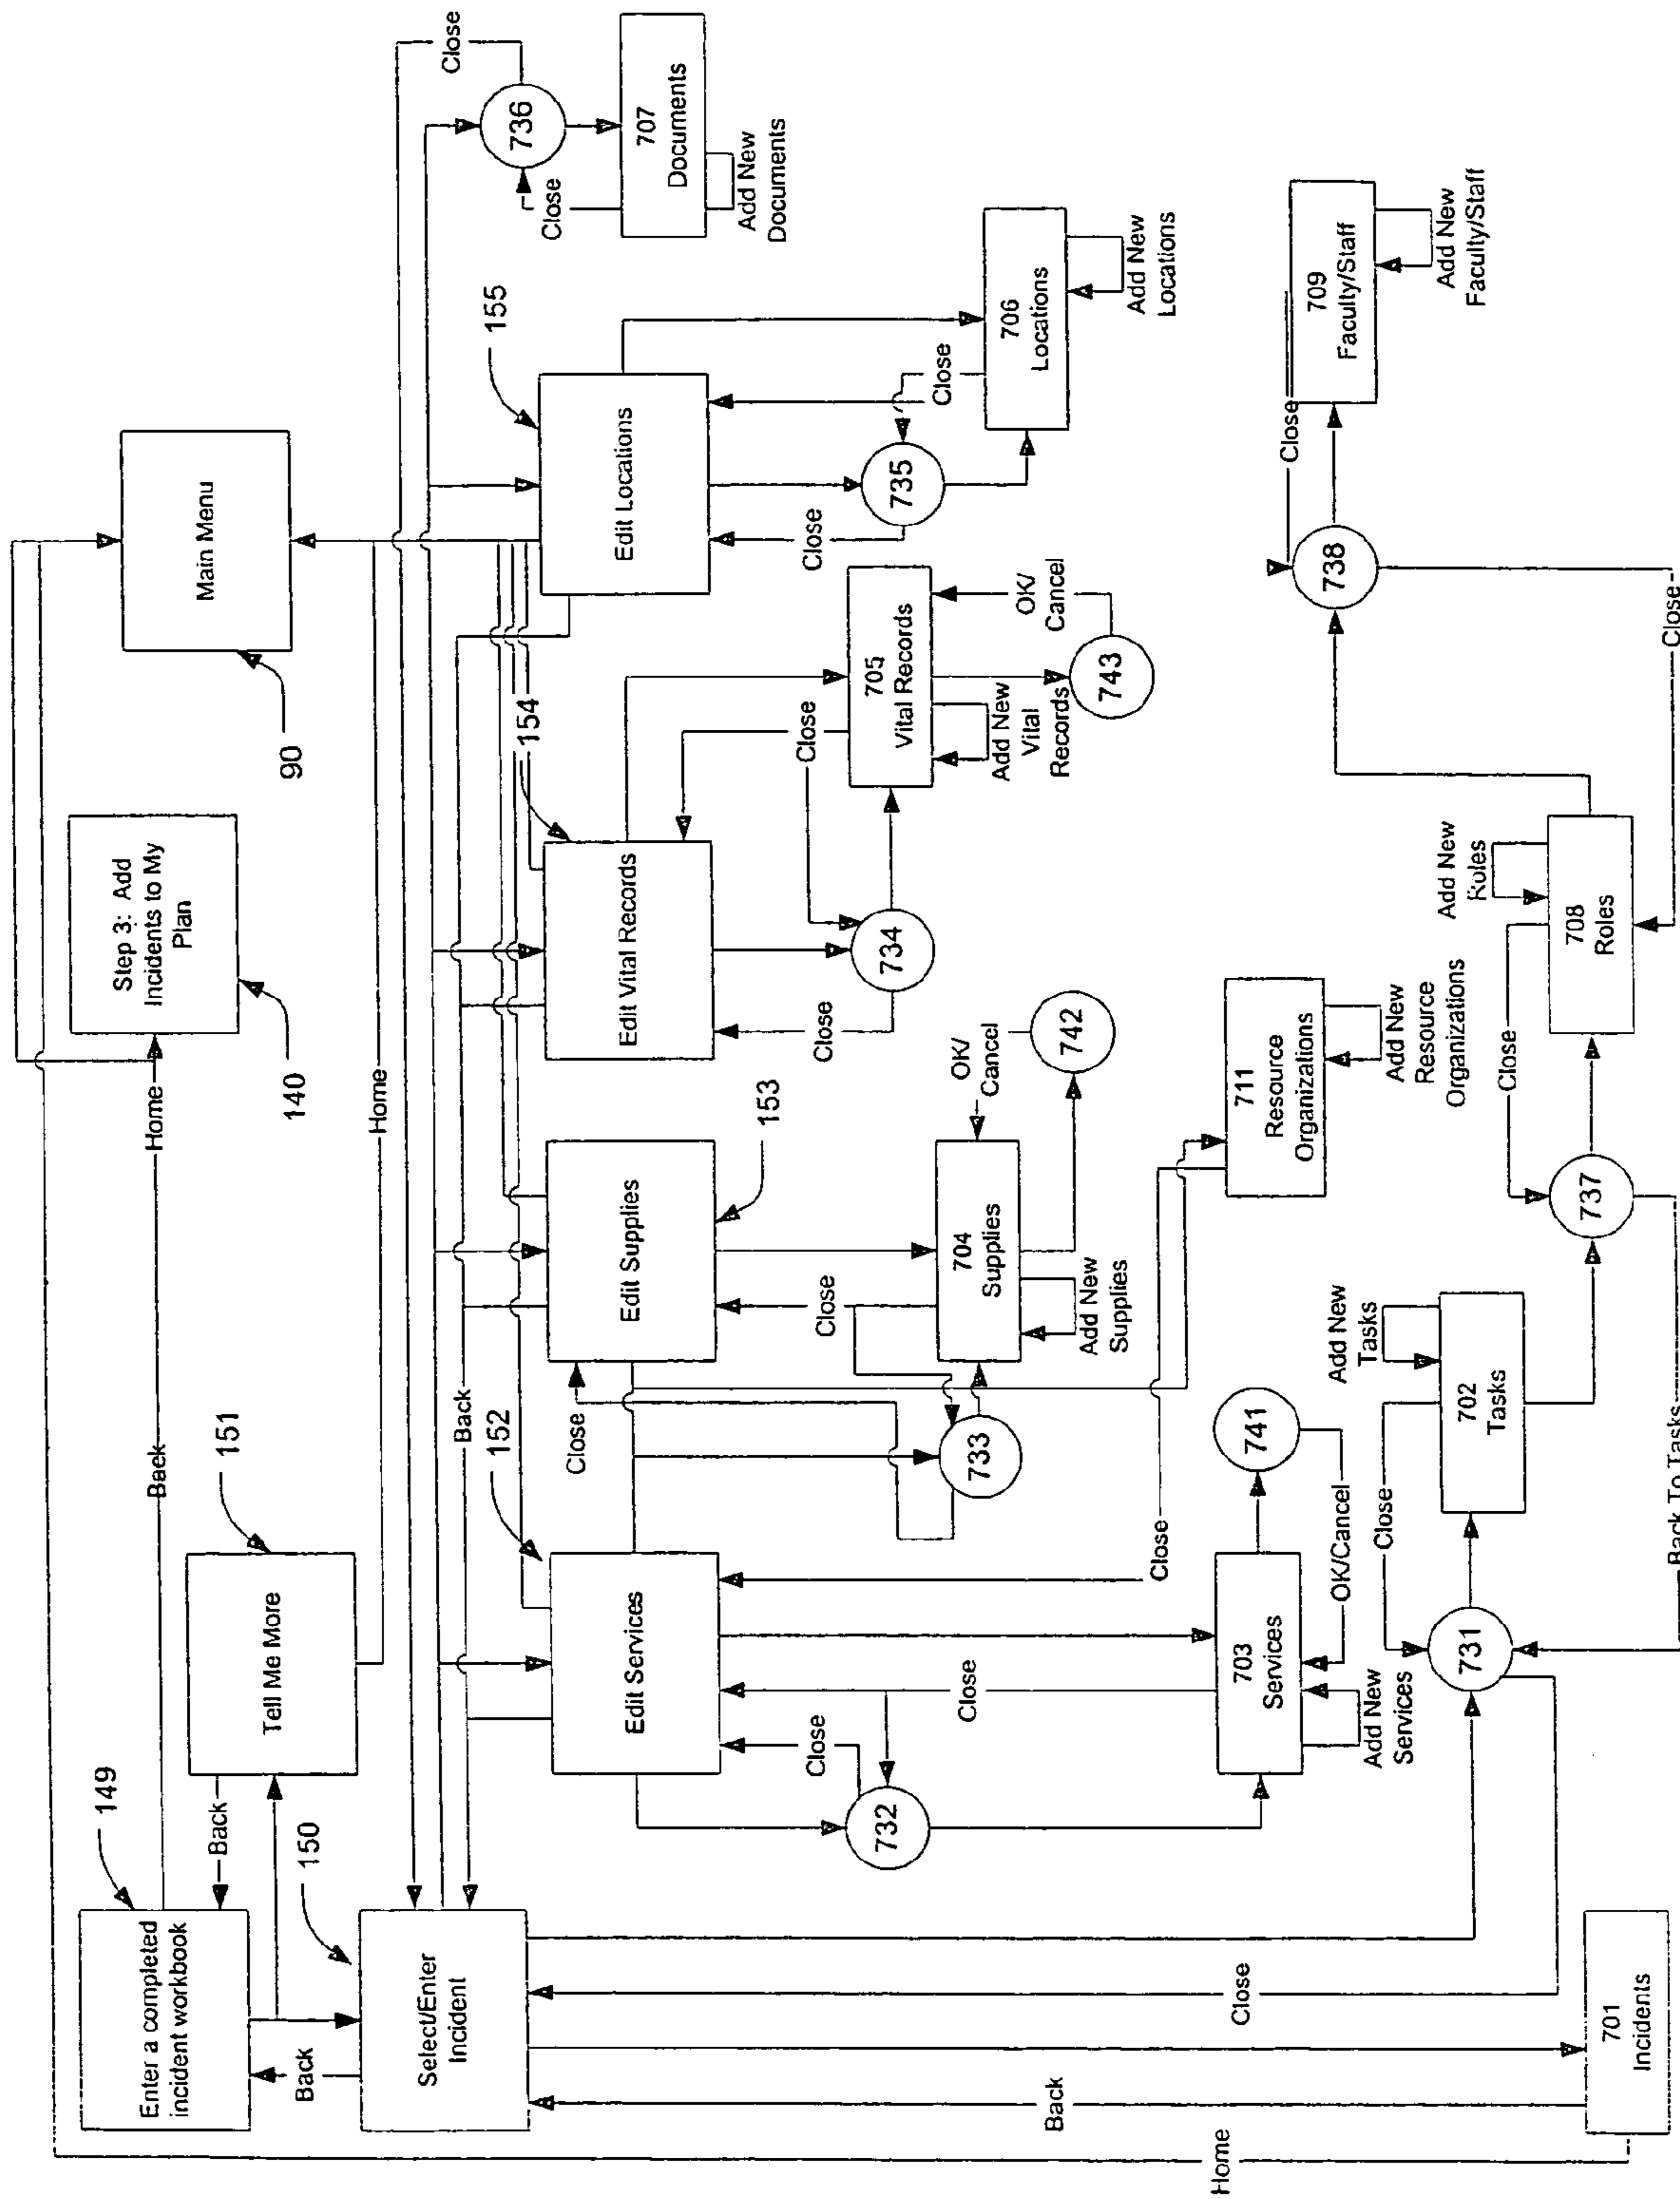 Home
Enter a completed
incident workbook
149
Back
Home
Step 3: Add
Incidents to My
Plan
140
Main Menu
90
Back
Tell Me More
151
Home
Back
Select/Enter
Incident
150
Back
Close
736
Close
707
Documents
Add New
Documents
Edit Services
152
Edit Supplies
153
Edit Vital Records
154
Edit Locations
155
Close
732
Close
Close
733
Close
704
Supplies
Add New
Supplies
OK/
Cancel
742
Close
734
Close
705
Vital Records
Add New
Vital
Records
OK/
Cancel
743
Close
735
Close
706
Locations
Add New
Locations
Close
711
Resource
Organizations
Add New
Resource
Organizations
703
Services
Add New
Services
741
OK/Cancel
Back
Close
701
Incidents
731
Close
702
Tasks
Add New
Tasks
737
Close
708
Roles
Add New
Roles
738
Close
709
Faculty/Staff
Add New
Faculty/Staff
Back To Tasks
Close